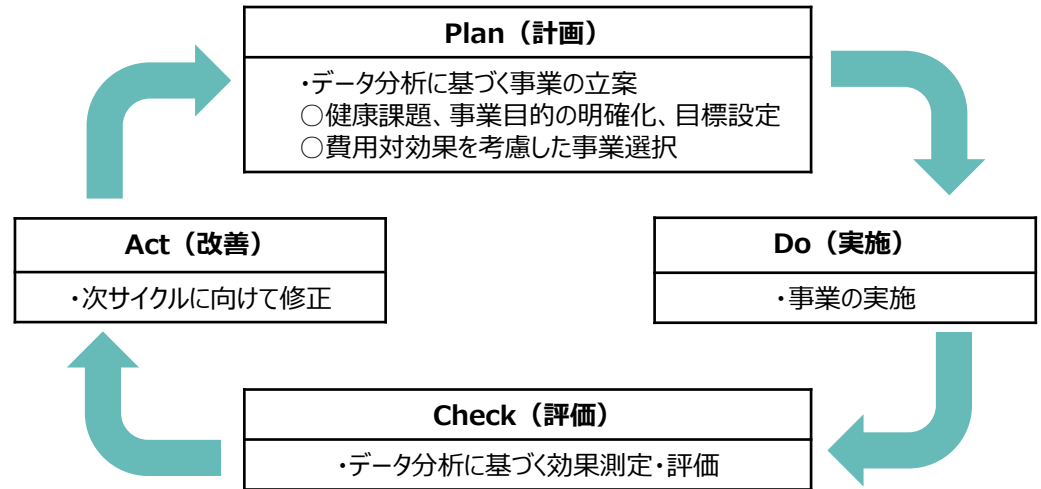 Plan（計画）
・データ分析に基づく事業の立案
○健康課題、事業目的の明確化、目標設定
○費用対効果を考慮した事業選択
Act（改善）
・次サイクルに向けて修正
Do（実施）
・事業の実施
Check（評価）
・データ分析に基づく効果測定・評価